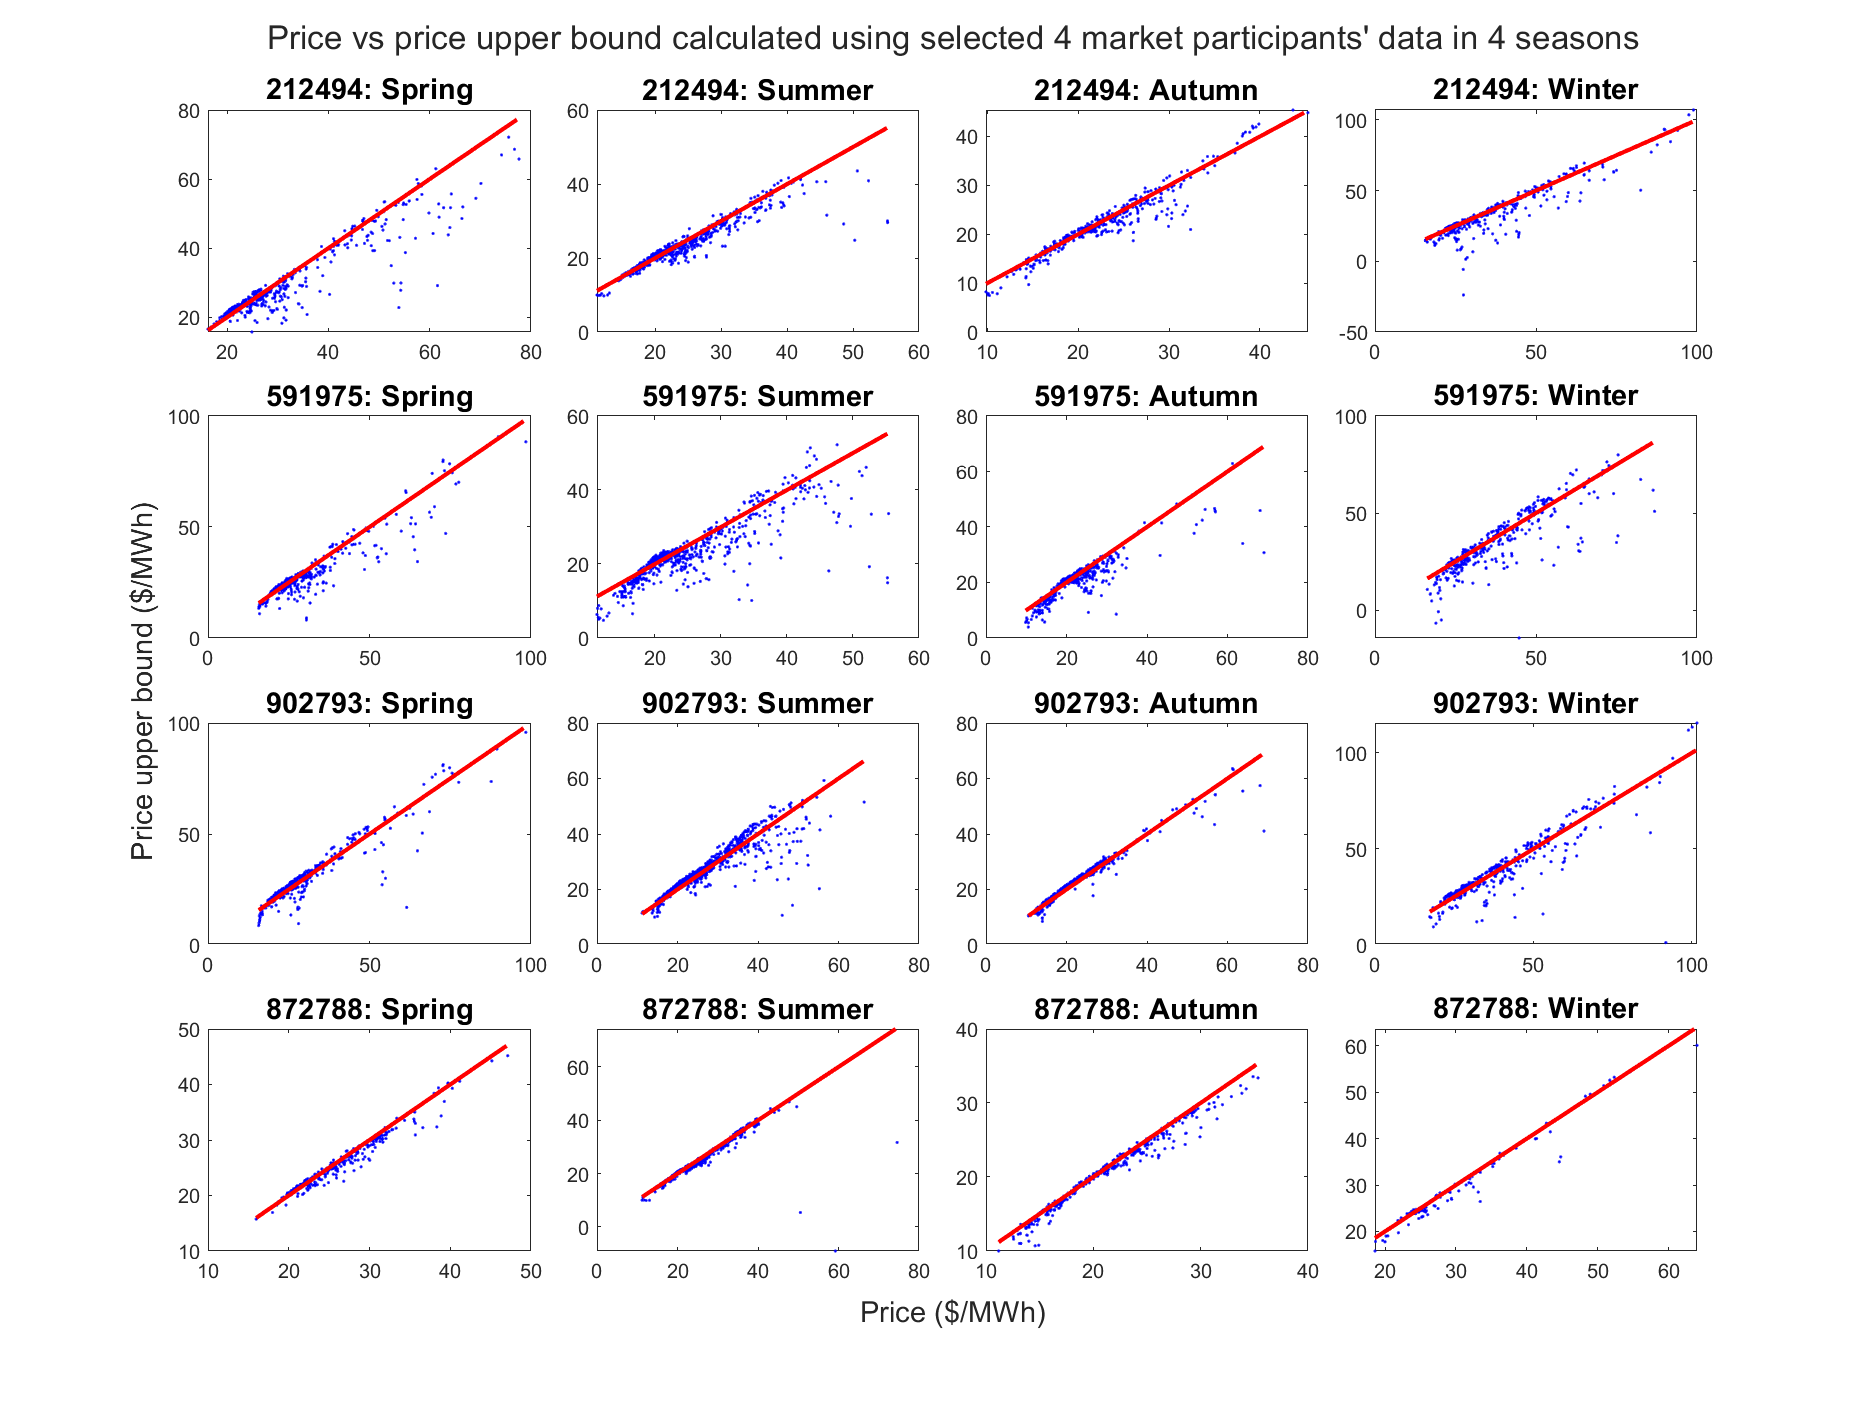 Price vs price upper bound calculated using selected 4 market participants' data in 4 seasons
212494: Spring
80
60
40
20
20 40 60 80
212494: Summer
60
40
20
0
20 30 40 50 60
212494: Autumn
40
30
20
10
0
10 20 30 40
212494: Winter
100
50
0
-50
0 50 100
591975: Spring
100
50
0
0 50 100
591975: Summer
60
40
20
0
20 30 40 50 60
591975: Autumn
80
60
40
20
0
0 20 40 60 80
591975: Winter
100
50
0
0 50 100
Price upper bound ($/MWh)
902793: Spring
100
50
0
0 50 100
902793: Summer
80
60
40
20
0
0 20 40 60 80
902793: Autumn
80
60
40
20
0
0 20 40 60 80
902793: Winter
100
50
0
0 50 100
872788: Spring
50
40
30
20
10
10 20 30 40 50
872788: Summer
60
40
20
0
0 20 40 60 80
872788: Autumn
40
30
20
10
10 20 30 40
872788: Winter
60
50
40
30
20
20 30 40 50 60
Price ($/MWh)